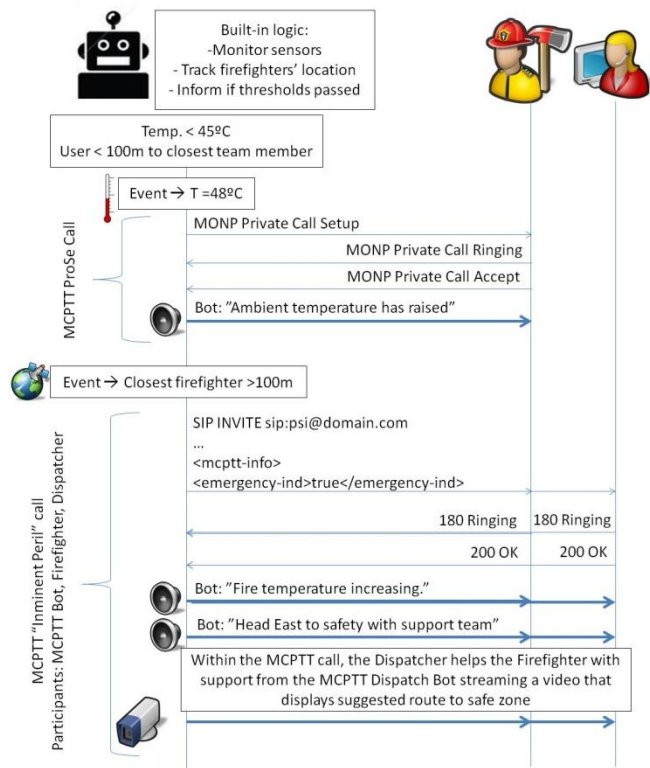 Built-in logic:
-Monitor sensors
- Track firefighters' location
- Inform if thresholds passed
Temp. < 45ºC
User < 100m to closest team member
Event → T =48ºC
MCPTT ProSe Call
MONP Private Call Setup
MONP Private Call Ringing
MONP Private Call Accept
Bot: ”Ambient temperature has raised”
Event → Closest firefighter >100m
MCPTT “Inminent Peril” call
Participants: MCPTT Bot, Firefighter, Dispatcher
SIP INVITE sip:psi@domain.com
...
<mcptt-info>
<emergency-ind>true</emergency-ind>
180 Ringing 180 Ringing
200 OK 200 OK
Bot: ”Fire temperature increasing.”
Bot: ”Head East to safety with support team”
Within the MCPTT call, the Dispatcher helps the Firefighter with
support from the MCPTT Dispatch Bot streaming a video that
displays suggested route to safe zone